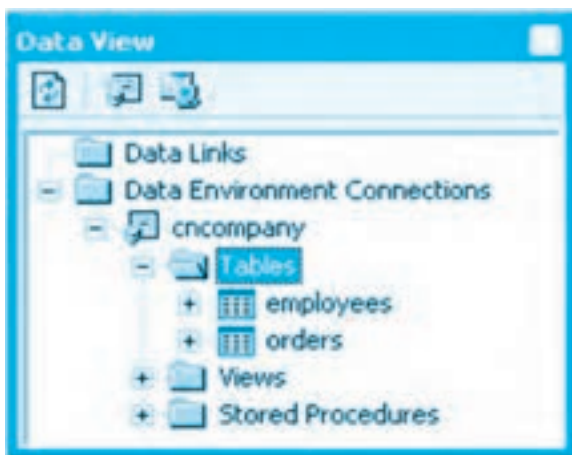 Data View
Data Links
Data Environment Connections
cncompany
Tables
employees
orders
Views
Stored Procedures